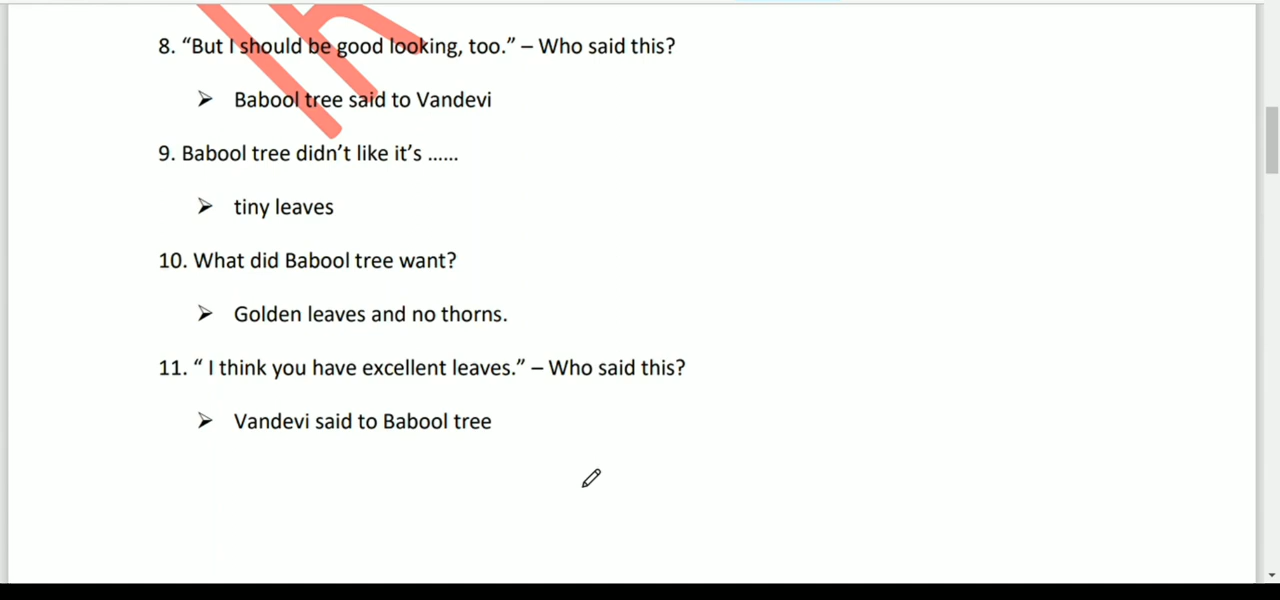 8. “But I should be good looking, too.” – Who said this?
➢ Babool tree said to Vandevi
9. Babool tree didn’t like it’s ......
➢ tiny leaves
10. What did Babool tree want?
➢ Golden leaves and no thorns.
11. “ I think you have excellent leaves.” – Who said this?
➢ Vandevi said to Babool tree